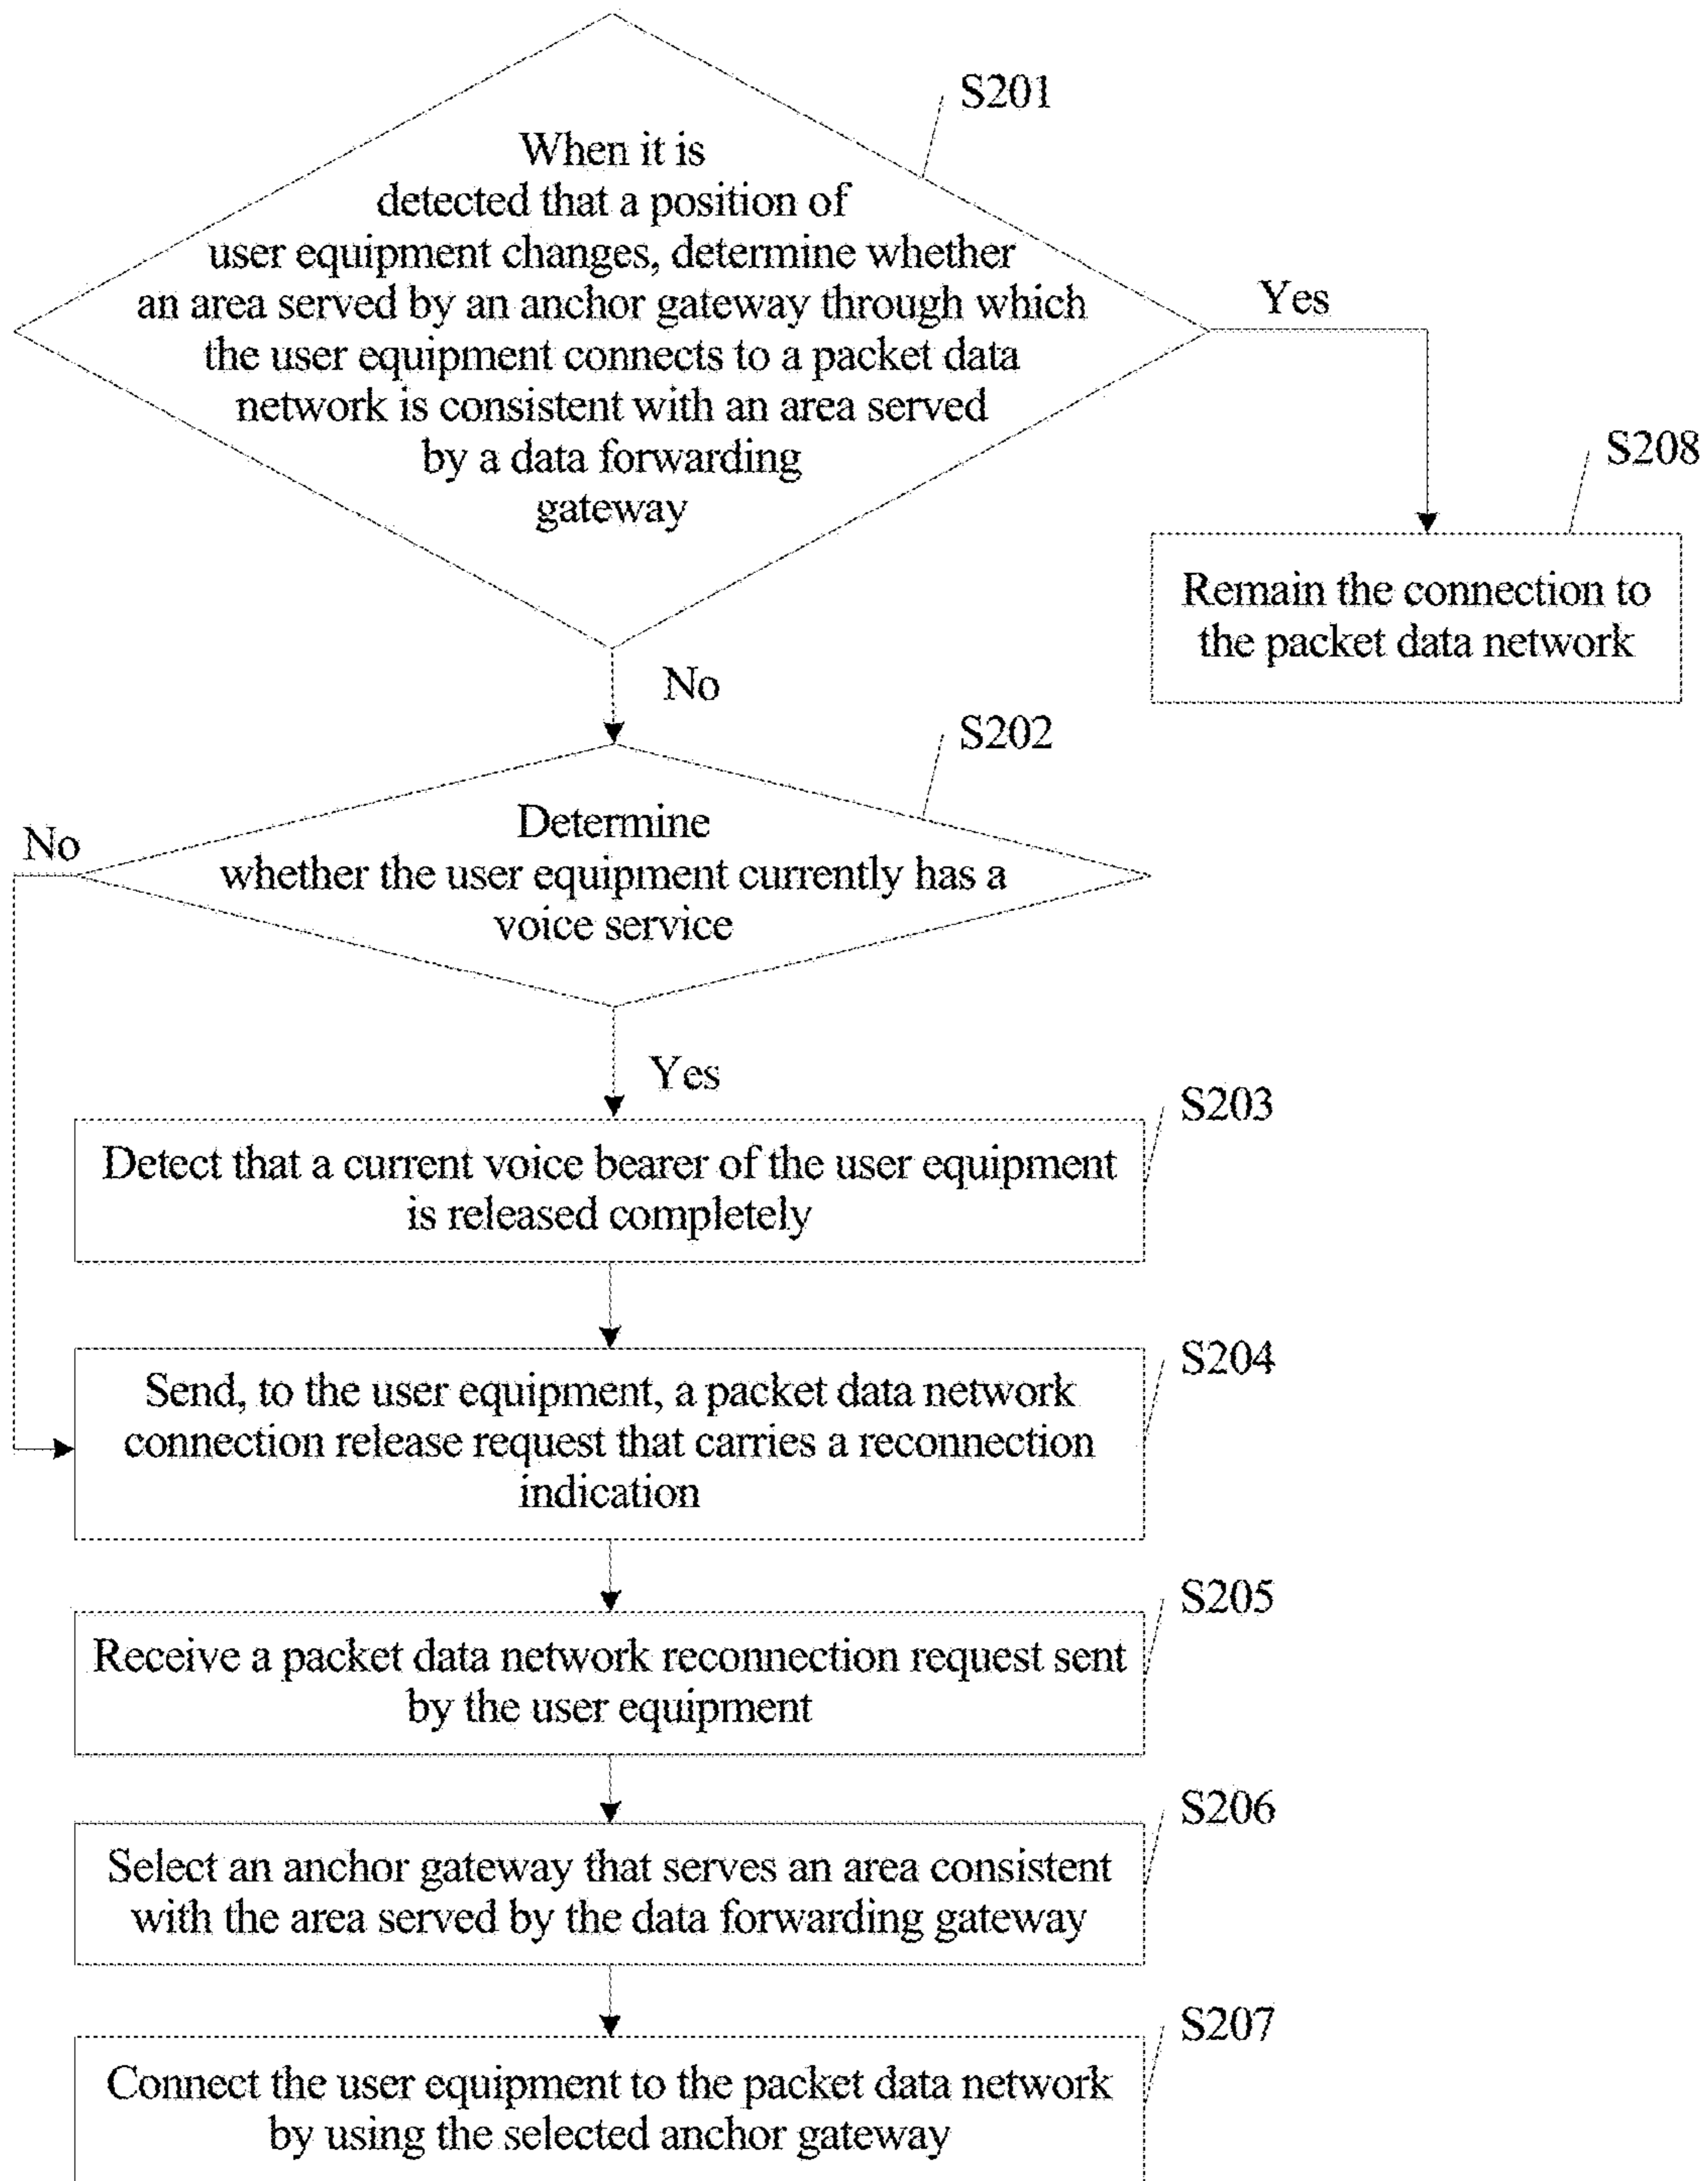 S201
When it is
detected that a position of
user equipment changes, determine whether
an area served by an anchor gateway through which
the user equipment connects to a packet data
network is consistent with an area served
by a data forwarding
gateway
Yes
S208
Remain the connection to
the packet data network
No
S202
Determine
whether the user equipment currently has a
voice service
No
Yes
S203
Detect that a current voice bearer of the user equipment
is released completely
S204
Send, to the user equipment, a packet data network
connection release request that carries a reconnection
indication
S205
Receive a packet data network reconnection request sent
by the user equipment
S206
Select an anchor gateway that serves an area consistent
with the area served by the data forwarding gateway
S207
Connect the user equipment to the packet data network
by using the selected anchor gateway